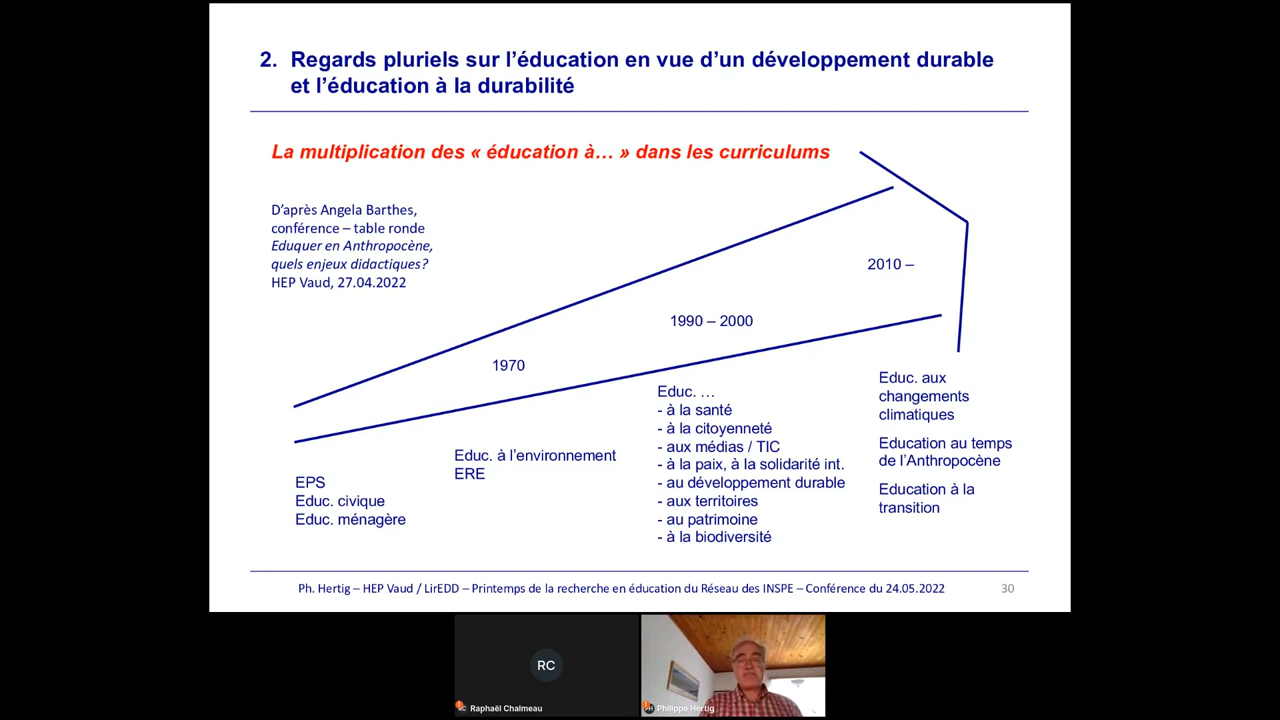 2. Regards pluriels sur l’éducation en vue d’un développement durable
et l’éducation à la durabilité
La multiplication des « éducation à… » dans les curriculums
D’après Angela Barthes,
conférence – table ronde
Eduquer en Anthropocène,
quels enjeux didactiques?
HEP Vaud, 27.04.2022
2010 –
1990 – 2000
1970
EPS
Educ. civique
Educ. ménagère
Educ. à l’environnement
ERE
Educ. …
- à la santé
- à la citoyenneté
- aux médias / TIC
- à la paix, à la solidarité int.
- au développement durable
- aux territoires
- au patrimoine
- à la biodiversité
Educ. aux
changements
climatiques
Education au temps
de l’Anthropocène
Education à la
transition
Ph. Hertig – HEP Vaud / LirEDD – Printemps de la recherche en éducation du Réseau des INSPE – Conférence du 24.05.2022
30
RC
Raphaël Chalmeau
Philippe Hertig